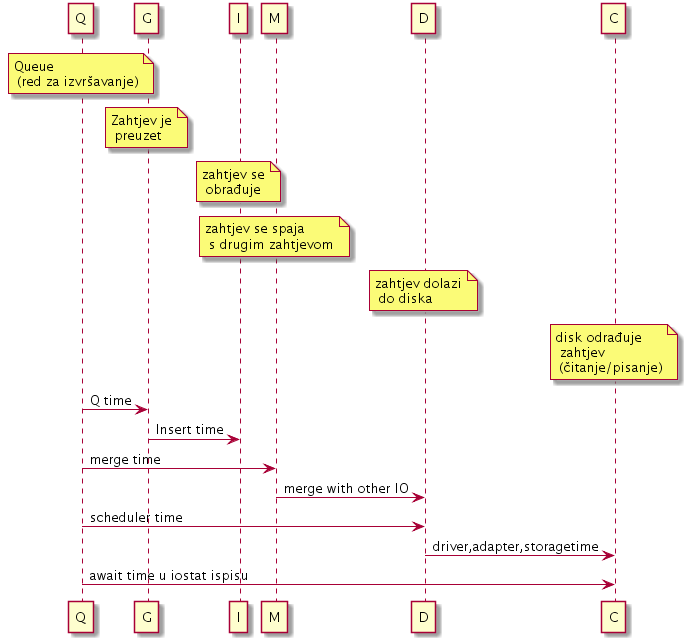 Q G I M D C
Queue
(red za izvršavanje)
Zahtjev je
preuzet
zahtjev se
obrađuje
zahtjev se spaja
s drugim zahtjevom
zahtjev dolazi
do diska
disk odrađuje
zahtjev
(čitanje/pisanje)
Q time
Insert time
merge time
merge with other IO
scheduler time
driver,adapter,storagetime
await time u iostat ispisu
Q G I M D C